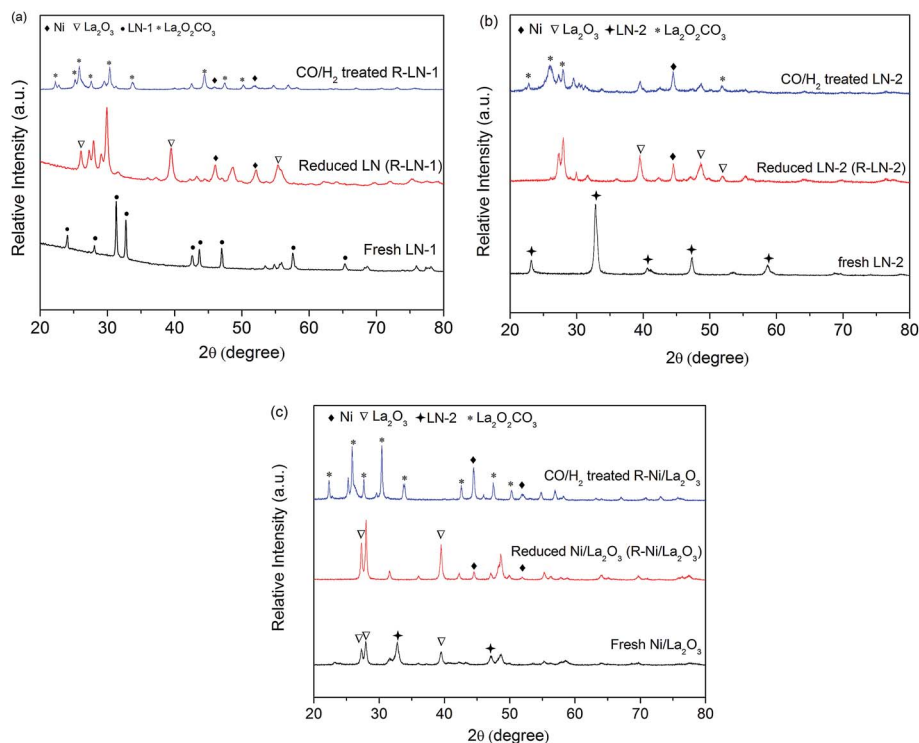 (a)
♦ Ni ▽ La₂O₃ • LN-1 * La₂O₂CO₃
CO/H₂ treated R-LN-1
Reduced LN (R-LN-1)
Fresh LN-1
Relative Intensity (a.u.)
20 30 40 50 60 70 80
2θ (degree)
(b)
♦ Ni ▽ La₂O₃ ✦ LN-2 * La₂O₂CO₃
CO/H₂ treated LN-2
Reduced LN-2 (R-LN-2)
fresh LN-2
Relative Intensity (a.u.)
20 30 40 50 60 70 80
2θ (degree)
(c)
♦ Ni ▽ La₂O₃ ✦ LN-2 * La₂O₂CO₃
CO/H₂ treated R-Ni/La₂O₃
Reduced Ni/La₂O₃ (R-Ni/La₂O₃)
Fresh Ni/La₂O₃
Relative Intensity (a.u.)
20 30 40 50 60 70 80
2θ (degree)